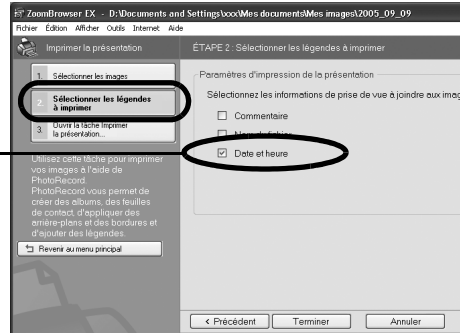 ZoomBrowser EX - D:\Documents and Settings\xxx\Mes documents\Mes images\2005_09_09
Fichier Édition Afficher Outils Internet Aide
Imprimer la présentation
ÉTAPE 2 : Sélectionner les légendes à imprimer
1. Sélectionner les images
2. Sélectionner les légendes
à imprimer
3. Ouvrir la tâche Imprimer
la présentation...
Utilisez cette tâche pour imprimer
vos images à l'aide de
PhotoRecord.
PhotoRecord vous permet de
créer des albums, des feuilles
de contact, d'appliquer des
arrière-plans et des bordures et
d'ajouter des légendes.
Revenir au menu principal
Paramètres d'impression de la présentation
Sélectionnez les informations de prise de vue à joindre aux
Commentaire
Date et heure
< Précédent
Terminer
Annuler